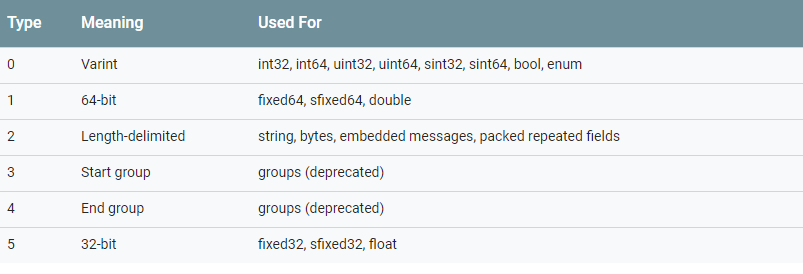 Type Meaning Used For
0 Varint int32, int64, uint32, uint64, sint32, sint64, bool, enum
1 64-bit fixed64, sfixed64, double
2 Length-delimited string, bytes, embedded messages, packed repeated fields
3 Start group groups (deprecated)
4 End group groups (deprecated)
5 32-bit fixed32, sfixed32, float